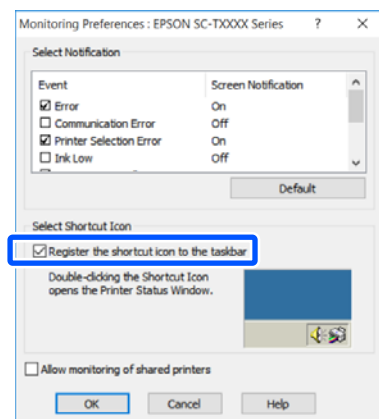 Monitoring Preferences : EPSON SC-TXXXX Series ?
Select Notification
Event Screen Notification
Error On
Communication Error Off
Printer Selection Error On
Ink Low Off
Default
Select Shortcut Icon
Register the shortcut icon to the taskbar
Double-clicking the Shortcut Icon
opens the Printer Status Window.
Allow monitoring of shared printers
OK Cancel Help